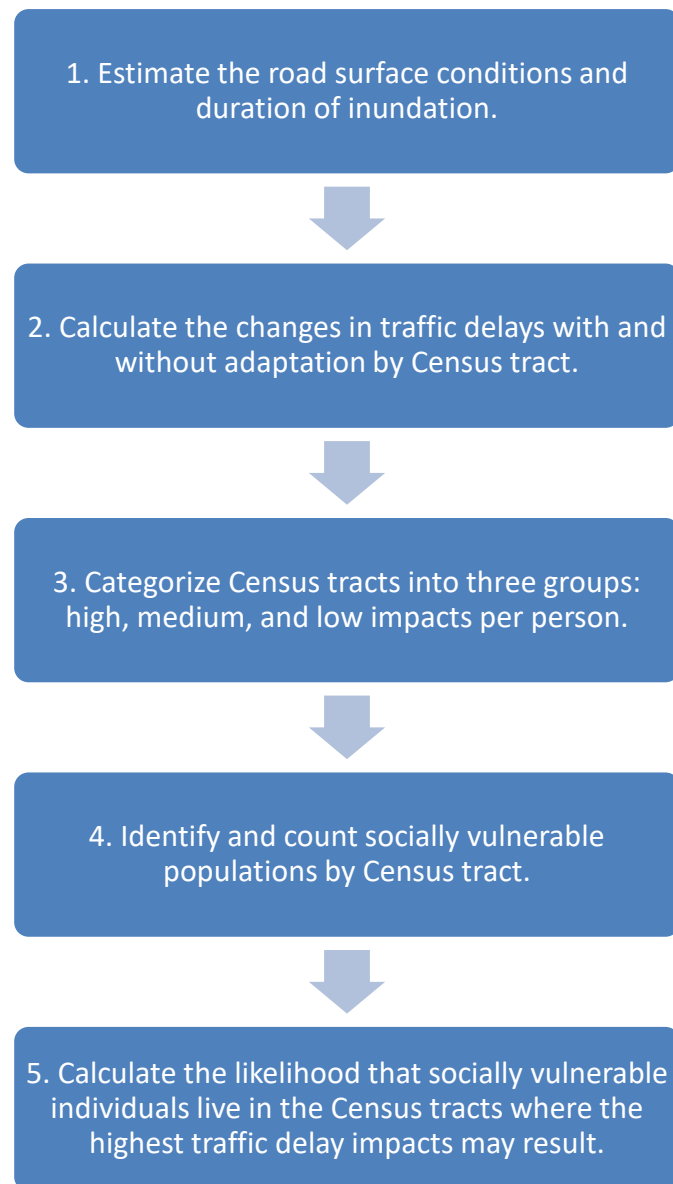 1. Estimate the road surface conditions and
duration of inundation.
2. Calculate the changes in traffic delays with and
without adaptation by Census tract.
3. Categorize Census tracts into three groups:
high, medium, and low impacts per person.
4. Identify and count socially vulnerable
populations by Census tract.
5. Calculate the likelihood that socially vulnerable
individuals live in the Census tracts where the
highest traffic delay impacts may result.